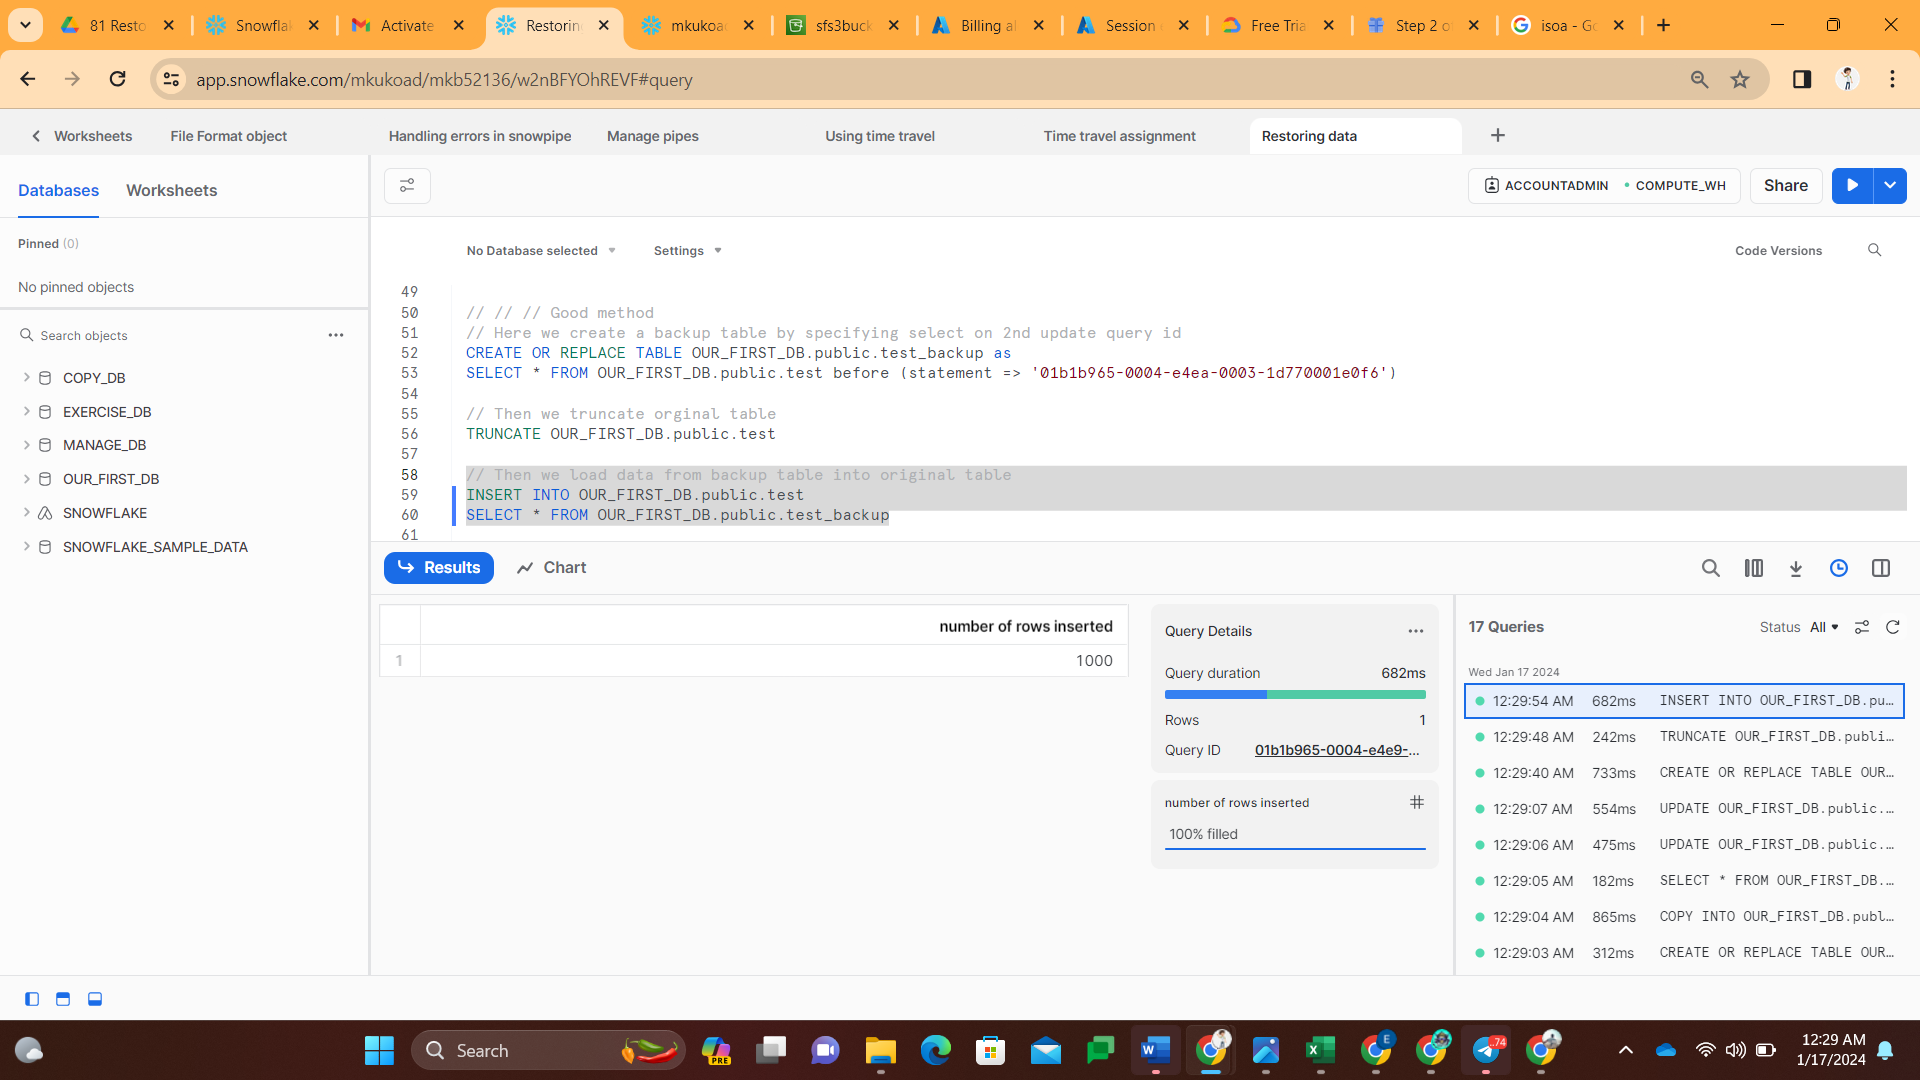 81 Resto
Snowfla
Activate
Restorin
mkukoa
sfs3buck
Billing al
Session
Free Tria
Step 2 o
isoa - Go
app.snowflake.com/mkukoad/mkb52136/w2nBFYOhREVF#query
Worksheets
File Format object
Handling errors in snowpipe
Manage pipes
Using time travel
Time travel assignment
Restoring data
Databases
Worksheets
ACCOUNTADMIN
COMPUTE_WH
Share
Pinned (0)
No pinned objects
Search objects
COPY_DB
EXERCISE_DB
MANAGE_DB
OUR_FIRST_DB
SNOWFLAKE
SNOWFLAKE_SAMPLE_DATA
No Database selected
Settings
Code Versions
49
50 // // // Good method
51 // Here we create a backup table by specifying select on 2nd update query id
52 CREATE OR REPLACE TABLE OUR_FIRST_DB.public.test_backup as
53 SELECT * FROM OUR_FIRST_DB.public.test before (statement => '01b1b965-0004-e4ea-0003-1d770001e0f6')
54
55 // Then we truncate orginal table
56 TRUNCATE OUR_FIRST_DB.public.test
57
58 // Then we load data from backup table into original table
59 INSERT INTO OUR_FIRST_DB.public.test
60 SELECT * FROM OUR_FIRST_DB.public.test_backup
61
Results
Chart
number of rows inserted
1 1000
Query Details
Query duration 682ms
Rows 1
Query ID 01b1b965-0004-e4e9-...
number of rows inserted
100% filled
17 Queries
Status All
Wed Jan 17 2024
12:29:54 AM 682ms INSERT INTO OUR_FIRST_DB.pu...
12:29:48 AM 242ms TRUNCATE OUR_FIRST_DB.publi...
12:29:40 AM 733ms CREATE OR REPLACE TABLE OUR...
12:29:07 AM 554ms UPDATE OUR_FIRST_DB.public....
12:29:06 AM 475ms UPDATE OUR_FIRST_DB.public....
12:29:05 AM 182ms SELECT * FROM OUR_FIRST_DB....
12:29:04 AM 865ms COPY INTO OUR_FIRST_DB.publ...
12:29:03 AM 312ms CREATE OR REPLACE TABLE OUR...
Search
PRE
E
74
12:29 AM
1/17/2024